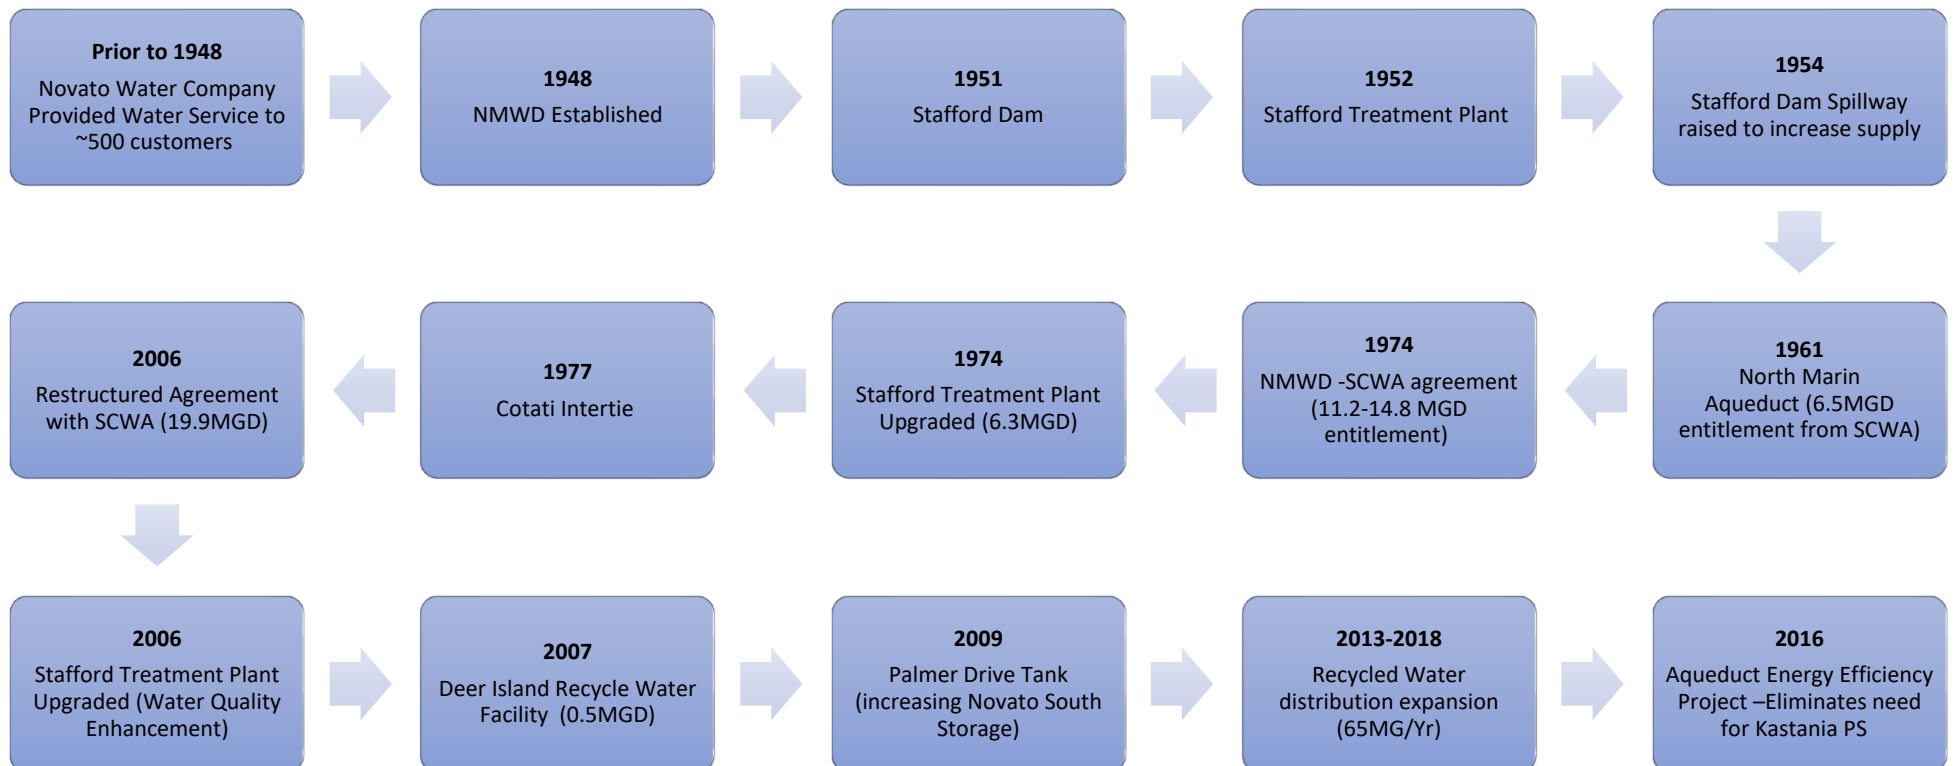 Prior to 1948
Novato Water Company
Provided Water Service to
~500 customers
1948
NMWD Established
1951
Stafford Dam
1952
Stafford Treatment Plant
1954
Stafford Dam Spillway
raised to increase supply
1961
North Marin
Aqueduct (6.5MGD
entitlement from SCWA)
1974
NMWD -SCWA agreement
(11.2-14.8 MGD
entitlement)
1974
Stafford Treatment Plant
Upgraded (6.3MGD)
1977
Cotati Intertie
2006
Restructured Agreement
with SCWA (19.9MGD)
2006
Stafford Treatment Plant
Upgraded (Water Quality
Enhancement)
2007
Deer Island Recycle Water
Facility (0.5MGD)
2009
Palmer Drive Tank
(increasing Novato South
Storage)
2013-2018
Recycled Water
distribution expansion
(65MG/Yr)
2016
Aqueduct Energy Efficiency
Project –Eliminates need
for Kastania PS